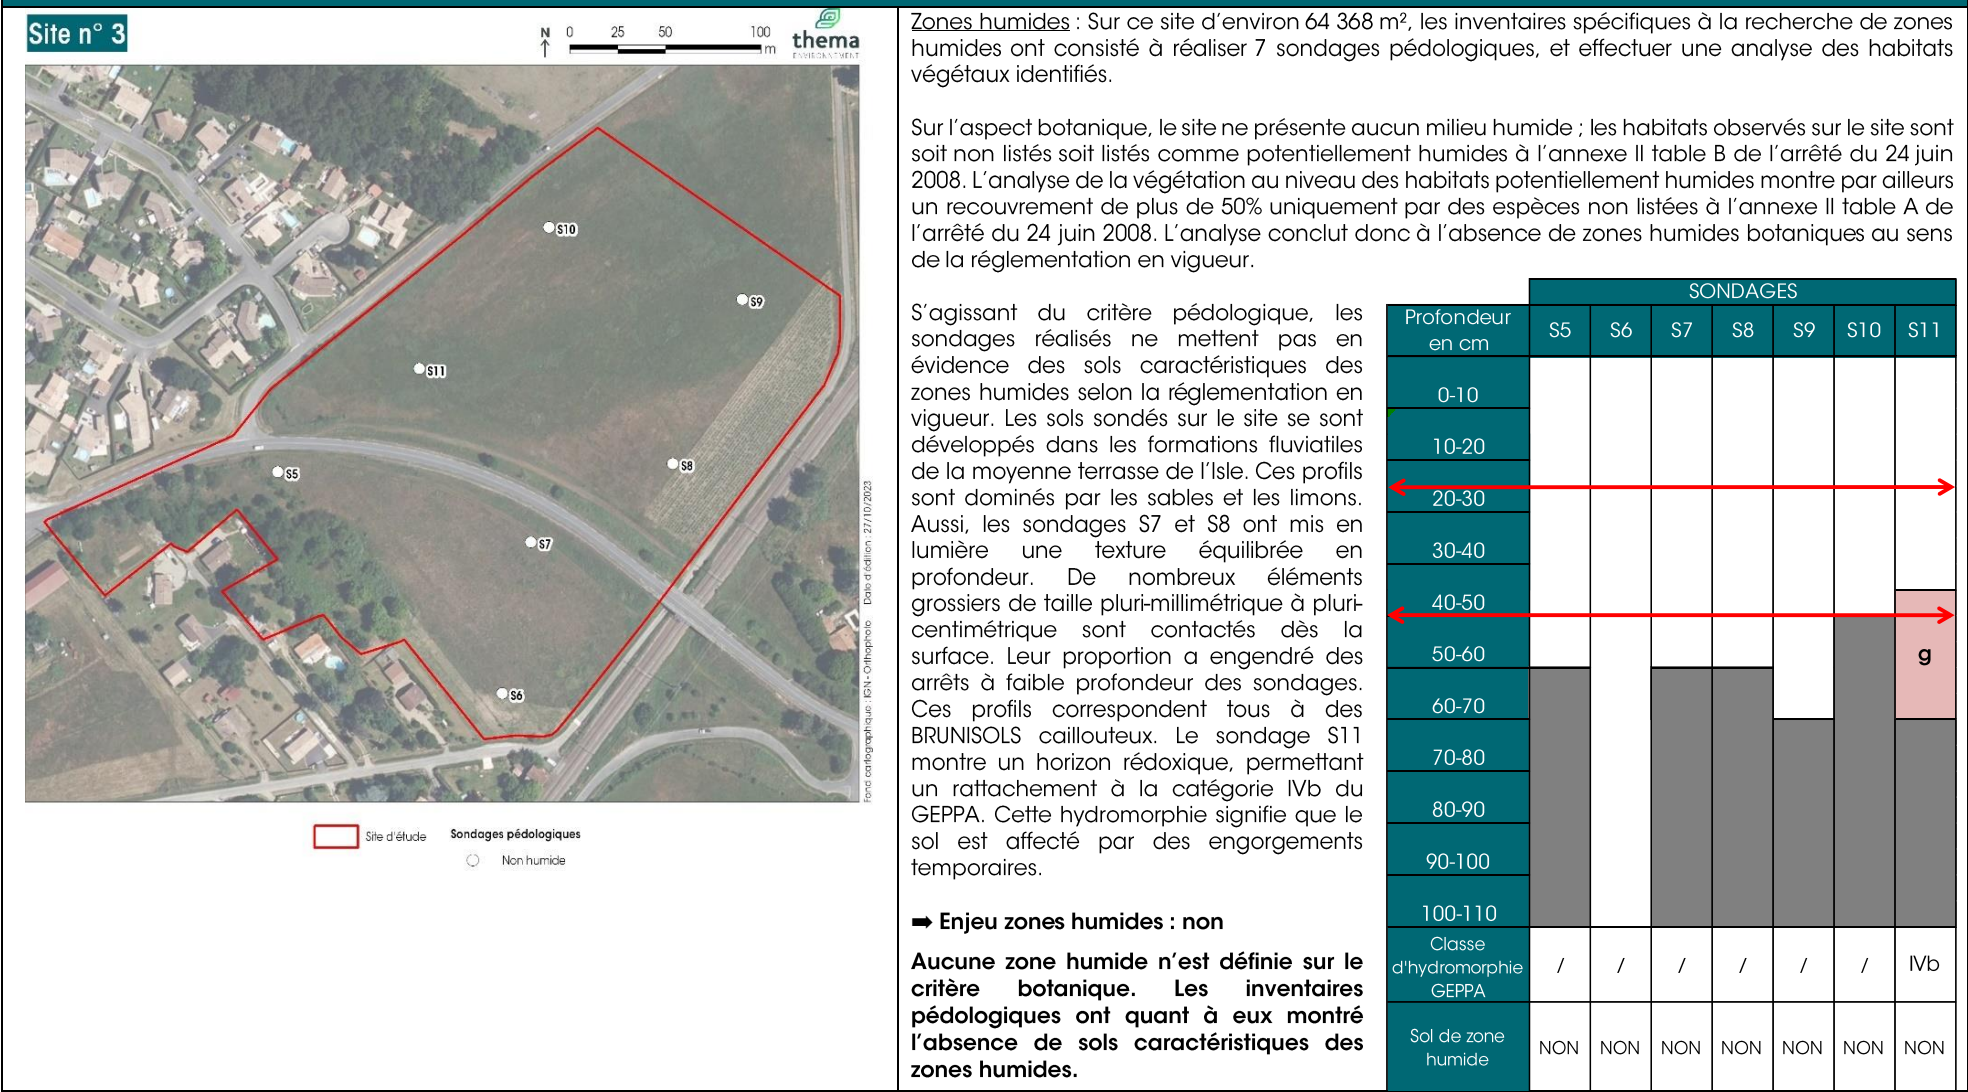 Site n° 3
N
0 25 50 100
m
thema
ENVIRONNEMENT
S10
S9
S11
S8
S5
S7
S6
Fond cartographique : IGN - Orthophoto Date d'édition : 27/10/2023
Site d'étude
Sondages pédologiques
Non humide
Zones humides : Sur ce site d'environ 64 368 m², les inventaires spécifiques à la recherche de zones
humides ont consisté à réaliser 7 sondages pédologiques, et effectuer une analyse des habitats
végétaux identifiés.
Sur l'aspect botanique, le site ne présente aucun milieu humide ; les habitats observés sur le site sont
soit non listés soit listés comme potentiellement humides à l'annexe II table B de l'arrêté du 24 juin
2008. L'analyse de la végétation au niveau des habitats potentiellement humides montre par ailleurs
un recouvrement de plus de 50% uniquement par des espèces non listées à l'annexe II table A de
l'arrêté du 24 juin 2008. L'analyse conclut donc à l'absence de zones humides botaniques au sens
de la réglementation en vigueur.
S'agissant du critère pédologique, les
sondages réalisés ne mettent pas en
évidence des sols caractéristiques des
zones humides selon la réglementation en
vigueur. Les sols sondés sur le site se sont
développés dans les formations fluviatiles
de la moyenne terrasse de l'Isle. Ces profils
sont dominés par les sables et les limons.
Aussi, les sondages S7 et S8 ont mis en
lumière une texture équilibrée en
profondeur. De nombreux éléments
grossiers de taille pluri-millimétrique à pluri-
centimétrique sont contactés dès la
surface. Leur proportion a engendré des
arrêts à faible profondeur des sondages.
Ces profils correspondent tous à des
BRUNISOLS caillouteux. Le sondage S11
montre un horizon rédoxique, permettant
un rattachement à la catégorie IVb du
GEPPA. Cette hydromorphie signifie que le
sol est affecté par des engorgements
temporaires.
➡ Enjeu zones humides : non
Aucune zone humide n'est définie sur le
critère botanique. Les inventaires
pédologiques ont quant à eux montré
l'absence de sols caractéristiques des
zones humides.
SONDAGES
Profondeur
en cm
S5 S6 S7 S8 S9 S10 S11
0-10
10-20
20-30
30-40
40-50
50-60
g
60-70
70-80
80-90
90-100
100-110
Classe
d'hydromorphie
GEPPA
/ / / / / / IVb
Sol de zone
humide
NON NON NON NON NON NON NON